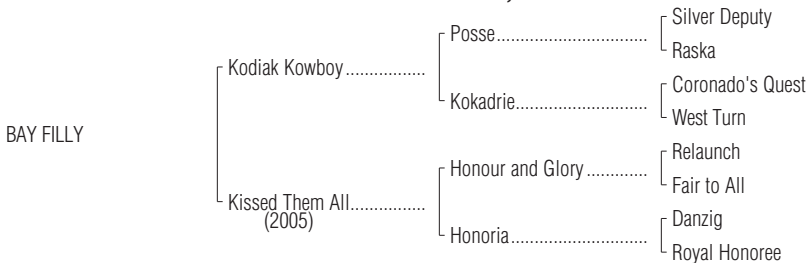 Silver Deputy
Posse..............................
Raska
Kodiak Kowboy................
Coronado's Quest
Kokadrie..........................
West Turn
BAY FILLY
Relaunch
Honour and Glory ............
Fair to All
Kissed Them All...............
(2005)
Danzig
Honoria...........................
Royal Honoree